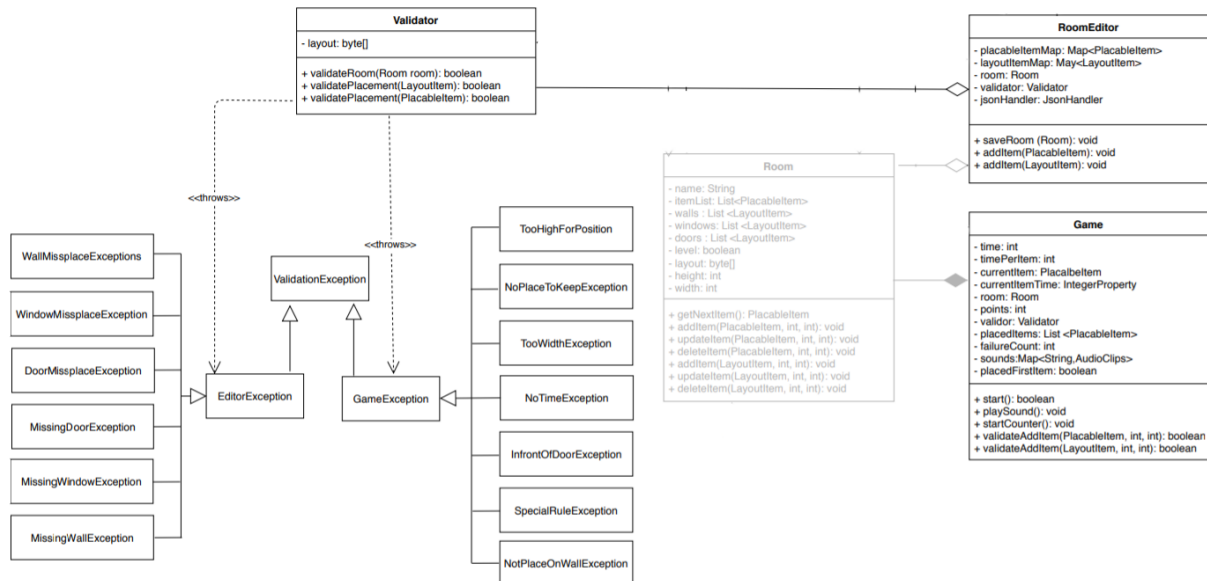 Validator
- layout: byte[]
+ validateRoom(Room room): boolean
+ validatePlacement(LayoutItem): boolean
+ validatePlacement(PlacableItem): boolean
RoomEditor
- placableItemMap: Map<PlacableItem>
- layoutItemMap: May<LayoutItem>
- room: Room
- validator: Validator
- jsonHandler: JsonHandler
+ saveRoom (Room): void
+ addItem(PlacableItem): void
+ addItem(LayoutItem): void
Room
- name: String
- itemList: List<PlacableItem>
- walls : List <LayoutItem>
- windows: List <LayoutItem>
- doors : List <LayoutItem>
- level: boolean
- layout: byte[]
- height: int
- width: int
+ getNextItem(): PlacableItem
+ addItem(PlacableItem, int, int): void
+ updateItem(PlacableItem, int, int): void
+ deleteItem(PlacableItem, int, int): void
+ addItem(LayoutItem, int, int): void
+ updateItem(LayoutItem, int, int): void
+ deleteItem(LayoutItem, int, int): void
Game
- time: int
- timePerItem: int
- currentItem: PlacalbeItem
- currentItemTime: IntegerProperty
- room: Room
- points: int
- validor: Validator
- placedItems: List <PlacableItem>
- failureCount: int
- sounds:Map<String,AudioClips>
- placedFirstItem: boolean
+ start(): boolean
+ playSound(): void
+ startCounter(): void
+ validateAddItem(PlacableItem, int, int): boolean
+ validateAddItem(LayoutItem, int, int): boolean
<<throws>>
<<throws>>
WallMissplaceExceptions
WindowMissplaceException
DoorMissplaceException
MissingDoorException
MissingWindowException
MissingWallException
ValidationException
EditorException
GameException
TooHighForPosition
NoPlaceToKeepException
TooWidthException
NoTimeException
InfrontOfDoorException
SpecialRuleException
NotPlaceOnWallException